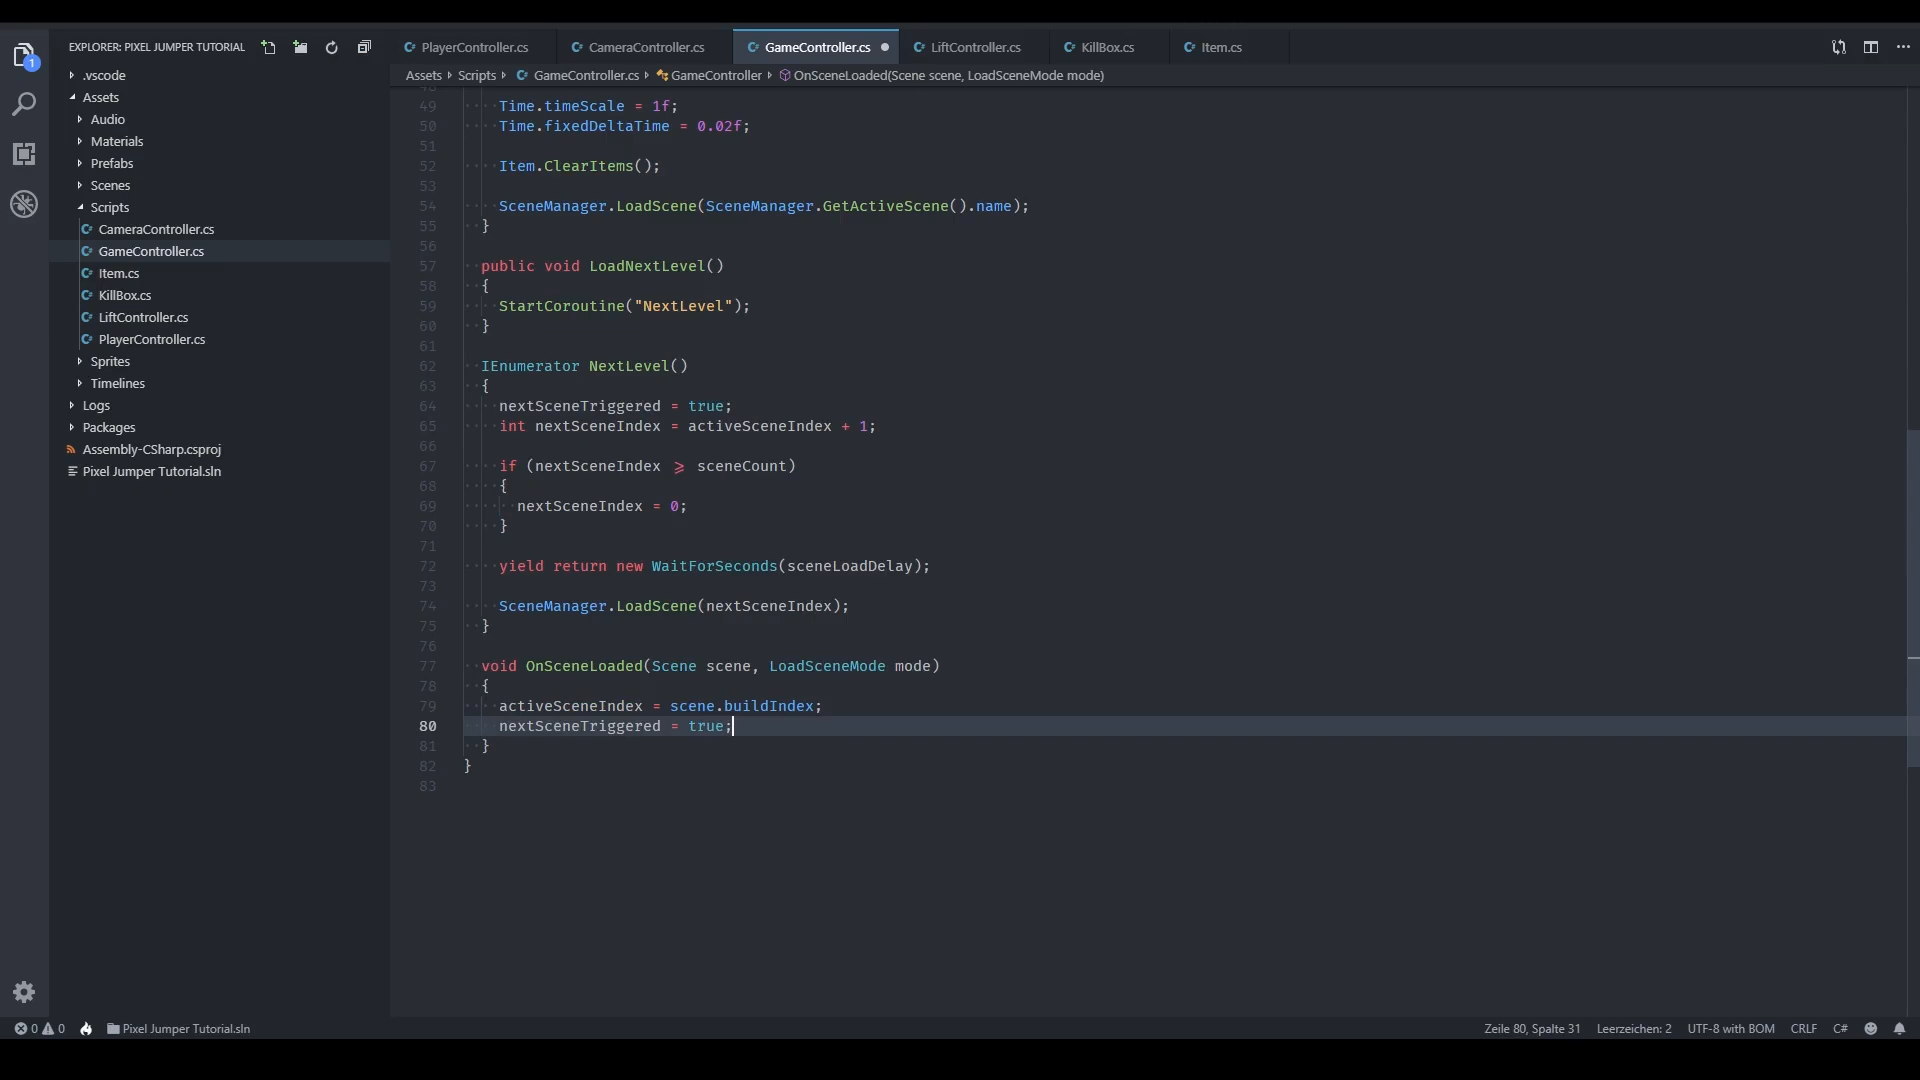 EXPLORER: PIXEL JUMPER TUTORIAL
1
.vscode
Assets
Audio
Materials
Prefabs
Scenes
Scripts
CameraController.cs
GameController.cs
Item.cs
KillBox.cs
LiftController.cs
PlayerController.cs
Sprites
Timelines
Logs
Packages
Assembly-CSharp.csproj
Pixel Jumper Tutorial.sln
PlayerController.cs CameraController.cs GameController.cs LiftController.cs KillBox.cs Item.cs
Assets Scripts GameController.cs GameController OnSceneLoaded(Scene scene, LoadSceneMode mode)
48
49 Time.timeScale = 1f;
50 Time.fixedDeltaTime = 0.02f;
51
52 Item.ClearItems();
53
54 SceneManager.LoadScene(SceneManager.GetActiveScene().name);
55 }
56
57 public void LoadNextLevel()
58 {
59 StartCoroutine("NextLevel");
60 }
61
62 IEnumerator NextLevel()
63 {
64 nextSceneTriggered = true;
65 int nextSceneIndex = activeSceneIndex + 1;
66
67 if (nextSceneIndex ⩾ sceneCount)
68 {
69 nextSceneIndex = 0;
70 }
71
72 yield return new WaitForSeconds(sceneLoadDelay);
73
74 SceneManager.LoadScene(nextSceneIndex);
75 }
76
77 void OnSceneLoaded(Scene scene, LoadSceneMode mode)
78 {
79 activeSceneIndex = scene.buildIndex;
80 nextSceneTriggered = true;
81 }
82 }
83
0 0 Pixel Jumper Tutorial.sln Zeile 80, Spalte 31 Leerzeichen: 2 UTF-8 with BOM CRLF C#